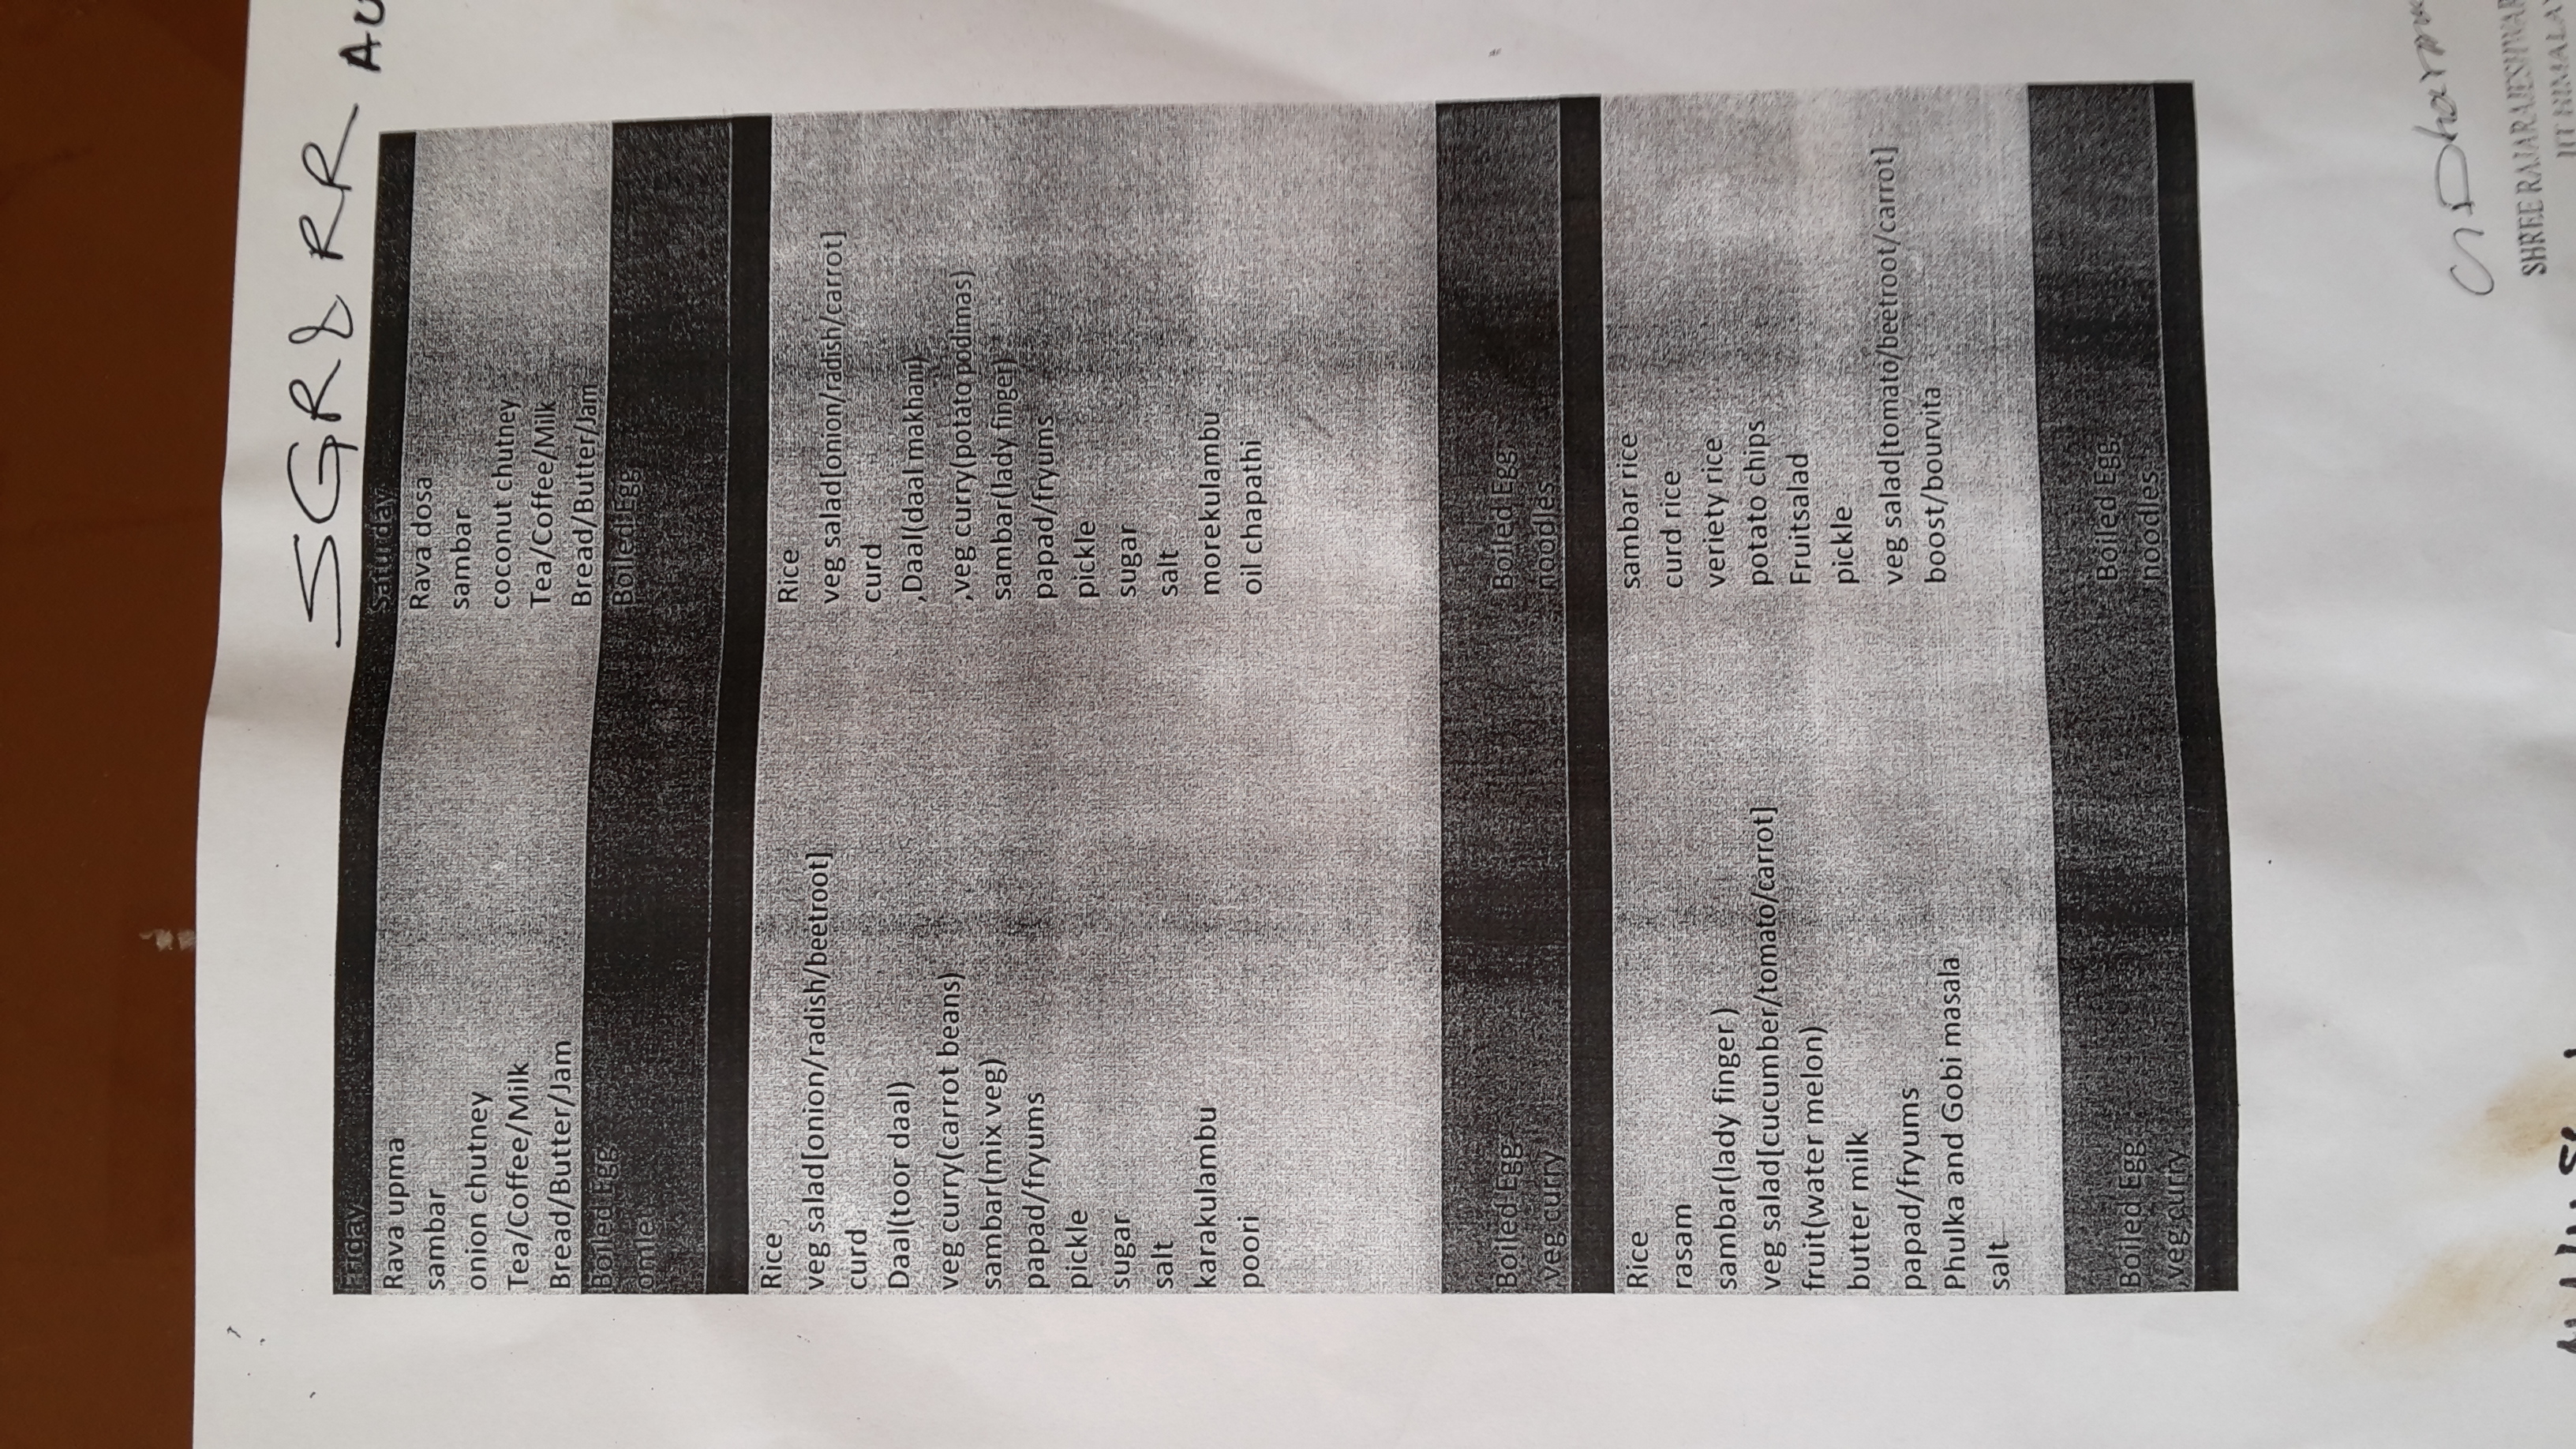 SGR & RR
Friday
Rava upma
sambar
onion chutney
Tea/Coffee/Milk
Bread/Butter/Jam
Boiled Egg
omlet
Rice
veg salad[onion/radish/beetroot]
curd
Daal(toor daal)
veg curry(carrot beans)
sambar(mix veg)
papad/fryums
pickle
sugar
salt
karakulambu
poori
Boiled Egg
,veg curry
Rice
rasam
sambar(lady finger )
veg salad[cucumber/tomato/carrot]
fruit(water melon)
butter milk
papad/fryums
Phulka and Gobi masala
salt
Boiled Egg
,veg curry
Saturday
Rava dosa
sambar
coconut chutney
Tea/Coffee/Milk
Bread/Butter/Jam
Boiled Egg
Rice
veg salad[onion/radish/carrot]
curd
,Daal(daal makhani)
,veg curry(potato podimas)
sambar(lady finger)
papad/fryums
pickle
sugar
salt
morekulambu
oil chapathi
Boiled Egg
noodles
sambar rice
curd rice
veriety rice
potato chips
Fruitsalad
pickle
veg salad[tomato/beetroot/carrot]
boost/bourvita
Boiled Egg
noodles
SHREE RAJARAJESHWAR
IIT HIMALA